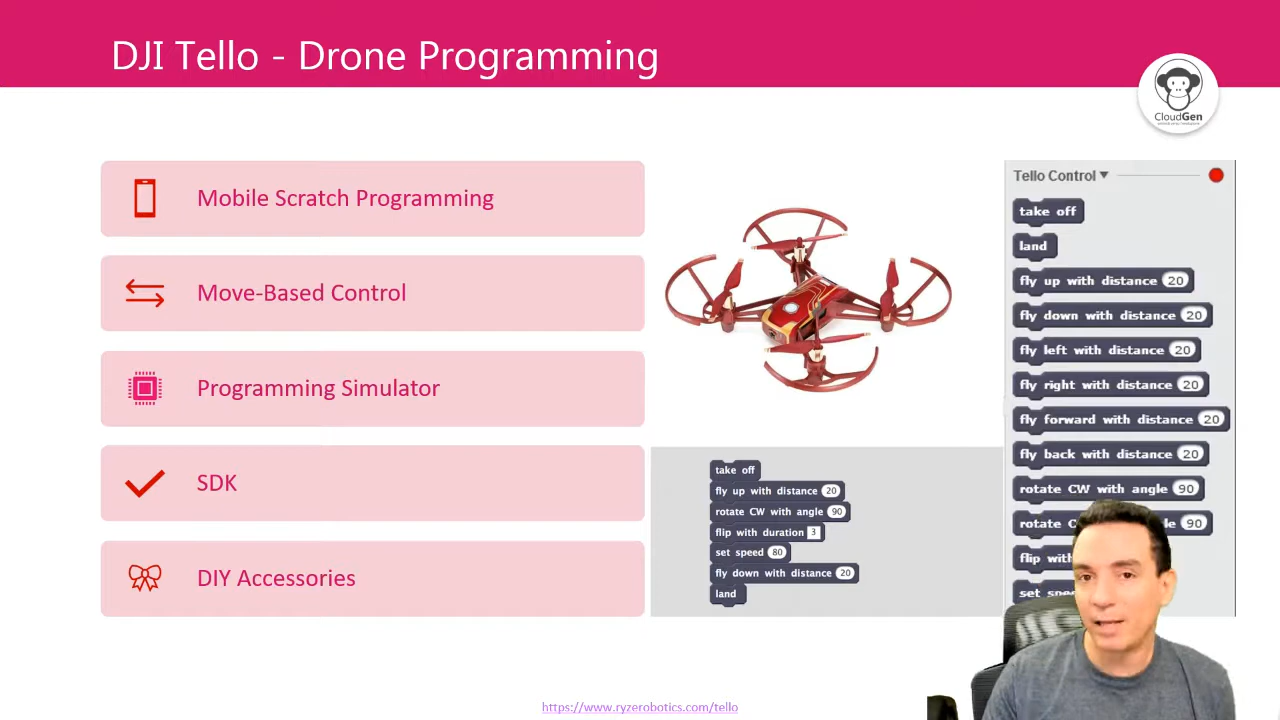 DJI Tello - Drone Programming
CloudGen
Mobile Scratch Programming
Move-Based Control
Programming Simulator
SDK
DIY Accessories
take off
fly up with distance 20
rotate CW with angle 90
flip with duration 3
set speed 80
fly down with distance 20
land
Tello Control
take off
land
fly up with distance 20
fly down with distance 20
fly left with distance 20
fly right with distance 20
fly forward with distance 20
fly back with distance 20
rotate CW with angle 90
rotate 90
flip
set
https://www.ryzerobotics.com/tello